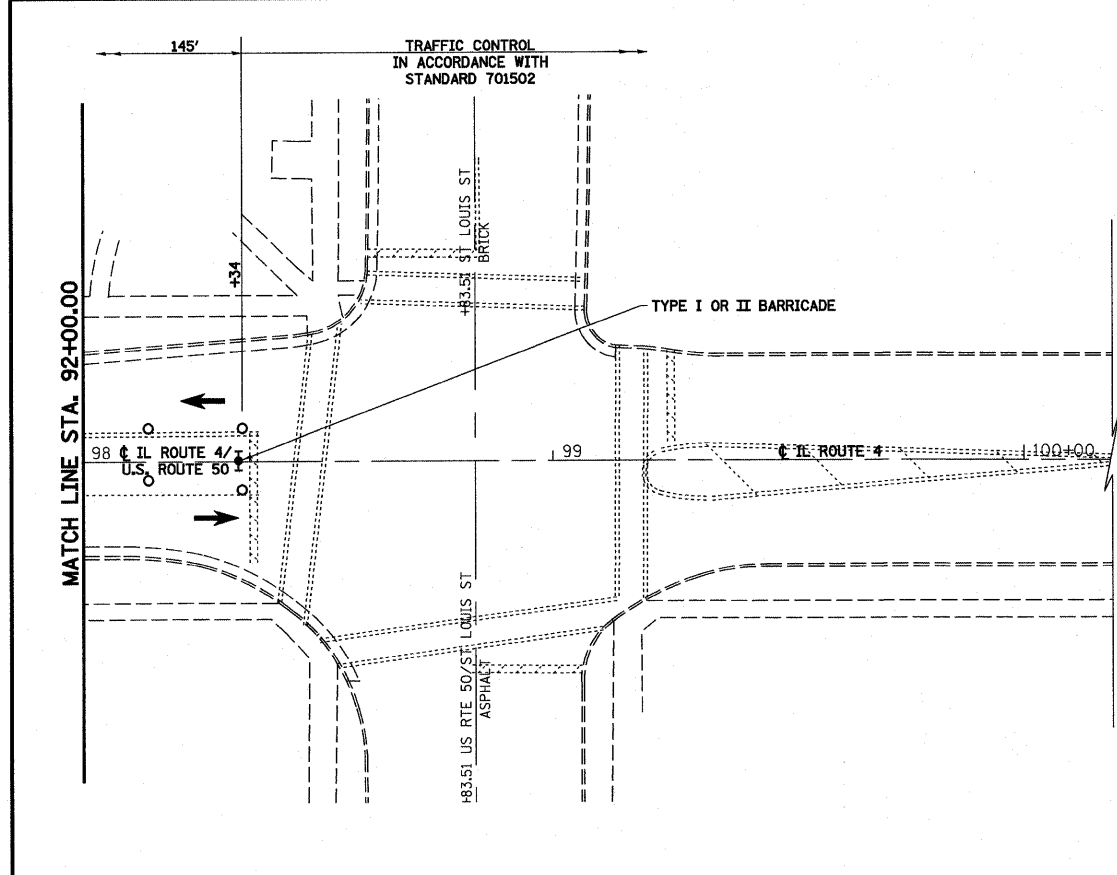 145'
TRAFFIC CONTROL
IN ACCORDANCE WITH
STANDARD 701502
+34
+83.51 ST LOUIS ST
BRICK
TYPE I OR II BARRICADE
MATCH LINE STA. 92+00.00
98
℄ IL ROUTE 4/
U.S. ROUTE 50
99
℄ IL ROUTE 4
100+00
+83.51 US RTE 50/ST LOUIS ST
ASPHALT